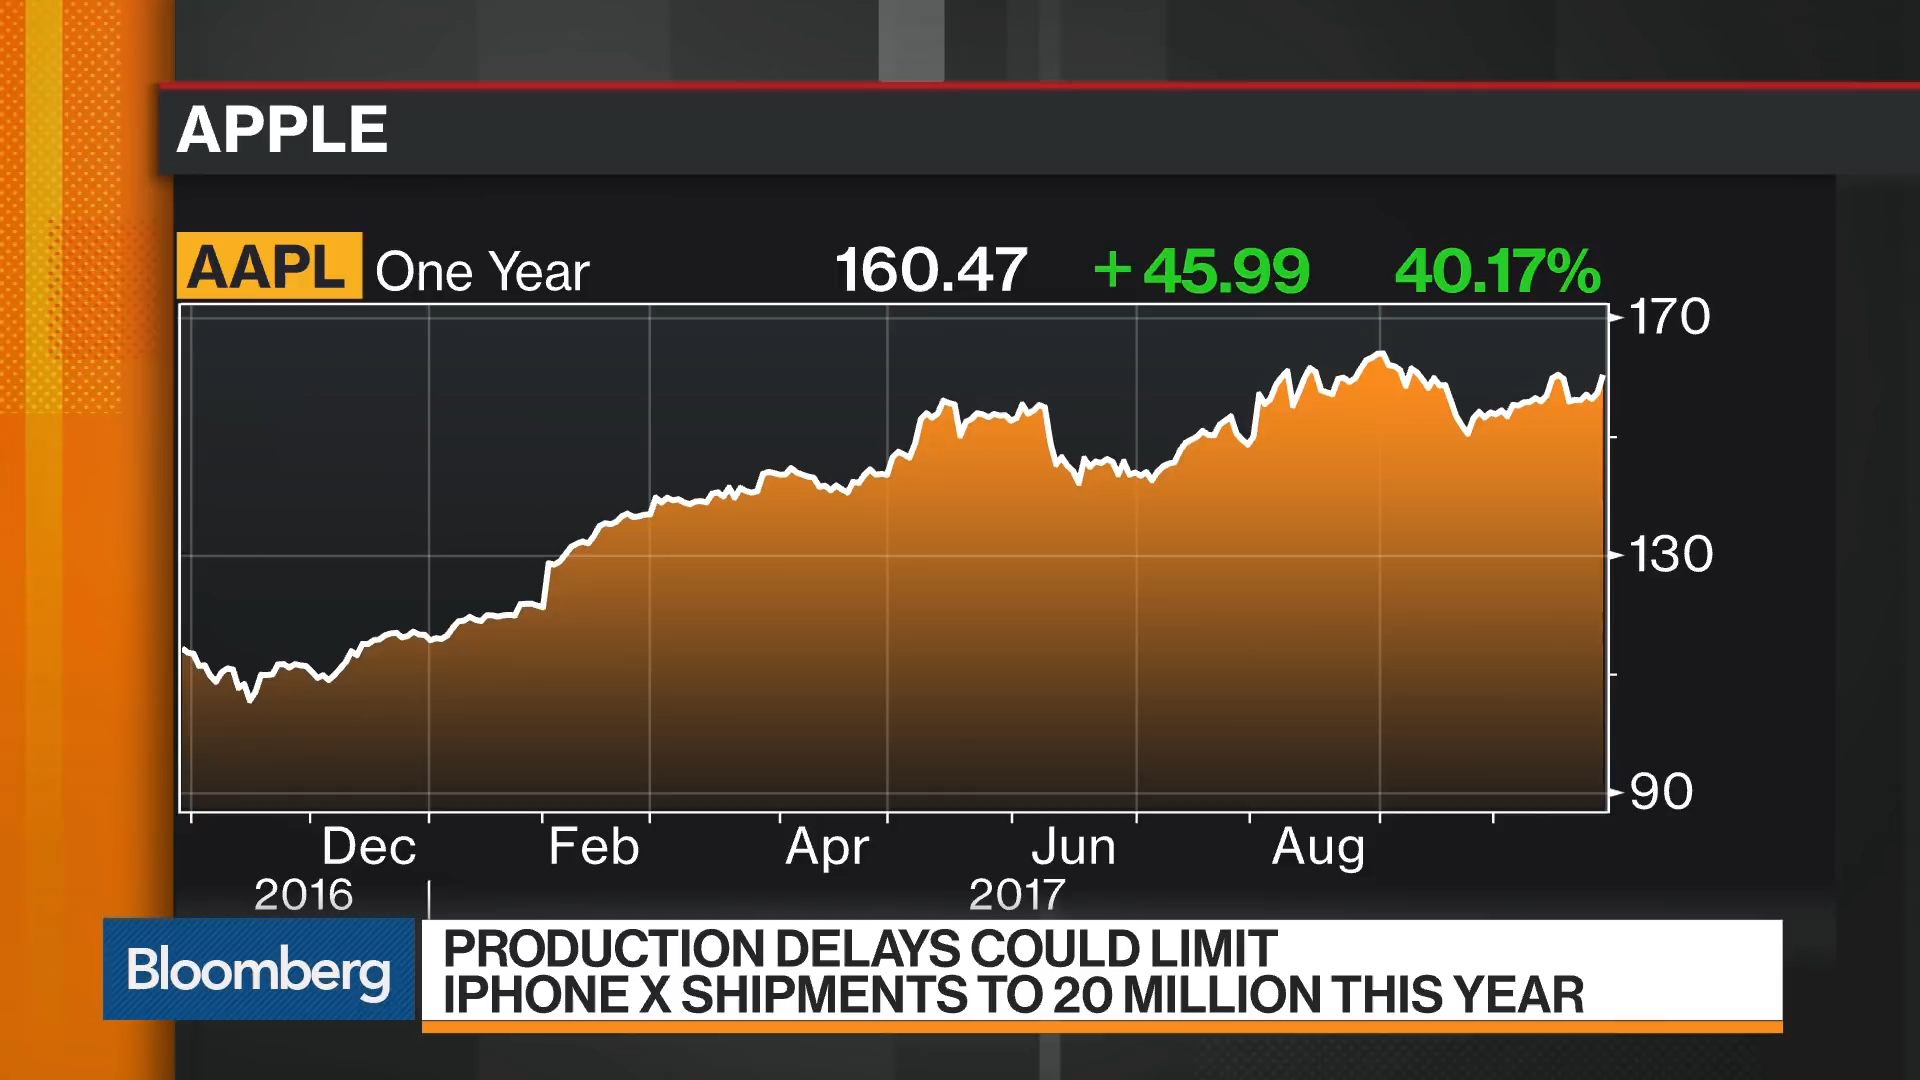 APPLE
AAPL One Year 160.47 +45.99 40.17%
170
130
90
Dec Feb Apr Jun Aug
2016 2017
Bloomberg
PRODUCTION DELAYS COULD LIMIT
IPHONE X SHIPMENTS TO 20 MILLION THIS YEAR